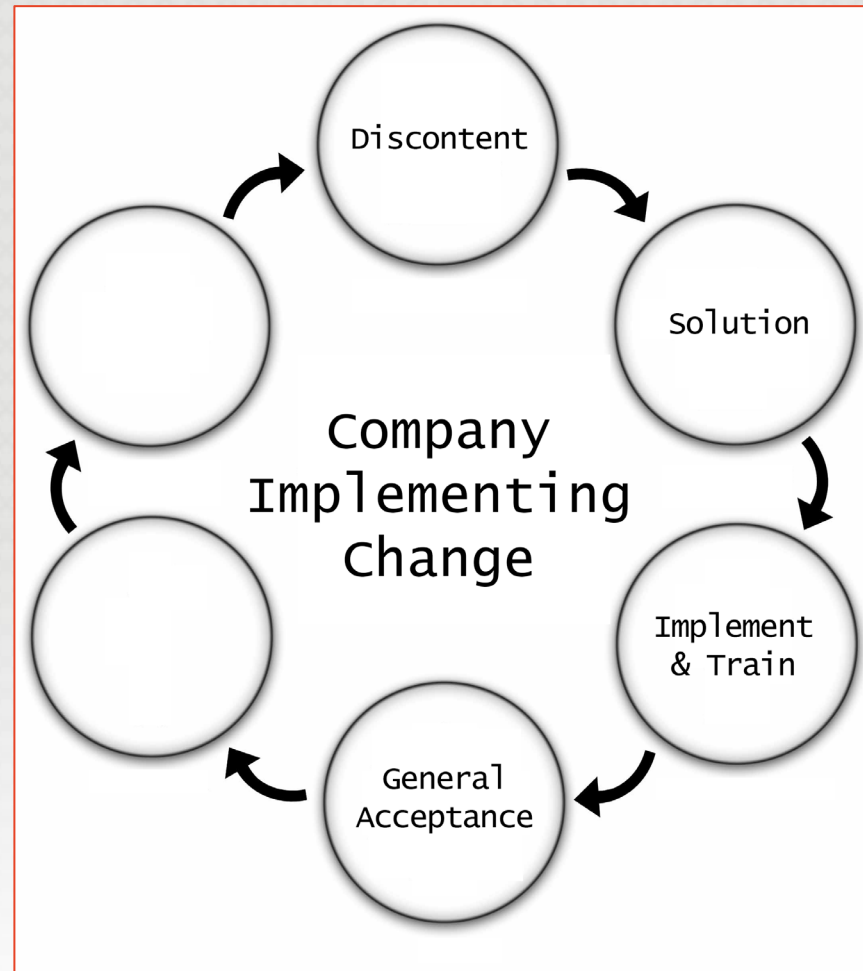 Discontent
Solution
Company
Implementing
Change
Implement
& Train
General
Acceptance